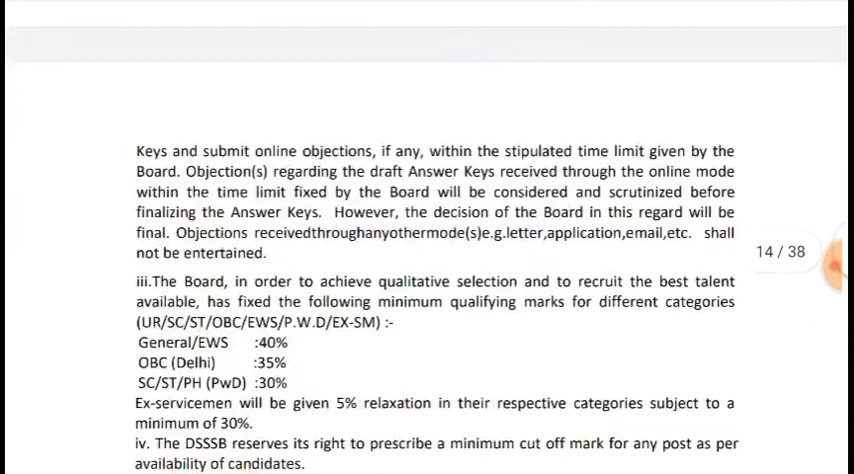 Keys and submit online objections, if any, within the stipulated time limit given by the
Board. Objection(s) regarding the draft Answer Keys received through the online mode
within the time limit fixed by the Board will be considered and scrutinized before
finalizing the Answer Keys. However, the decision of the Board in this regard will be
final. Objections receivedthroughanyothermode(s)e.g.letter,application,email,etc. shall
not be entertained.
14 / 38
iii.The Board, in order to achieve qualitative selection and to recruit the best talent
available, has fixed the following minimum qualifying marks for different categories
(UR/SC/ST/OBC/EWS/P.W.D/EX-SM) :-
General/EWS :40%
OBC (Delhi) :35%
SC/ST/PH (PwD) :30%
Ex-servicemen will be given 5% relaxation in their respective categories subject to a
minimum of 30%.
iv. The DSSSB reserves its right to prescribe a minimum cut off mark for any post as per
availability of candidates.